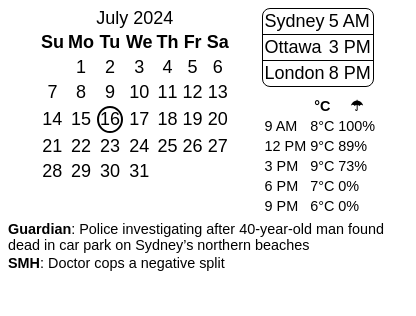 July 2024
Su Mo Tu We Th Fr Sa
1 2 3 4 5 6
7 8 9 10 11 12 13
14 15 16 17 18 19 20
21 22 23 24 25 26 27
28 29 30 31
Sydney 5 AM
Ottawa 3 PM
London 8 PM
°C ☂
9 AM 8°C 100%
12 PM 9°C 89%
3 PM 9°C 73%
6 PM 7°C 0%
9 PM 6°C 0%
Guardian: Police investigating after 40-year-old man found
dead in car park on Sydney’s northern beaches
SMH: Doctor cops a negative split